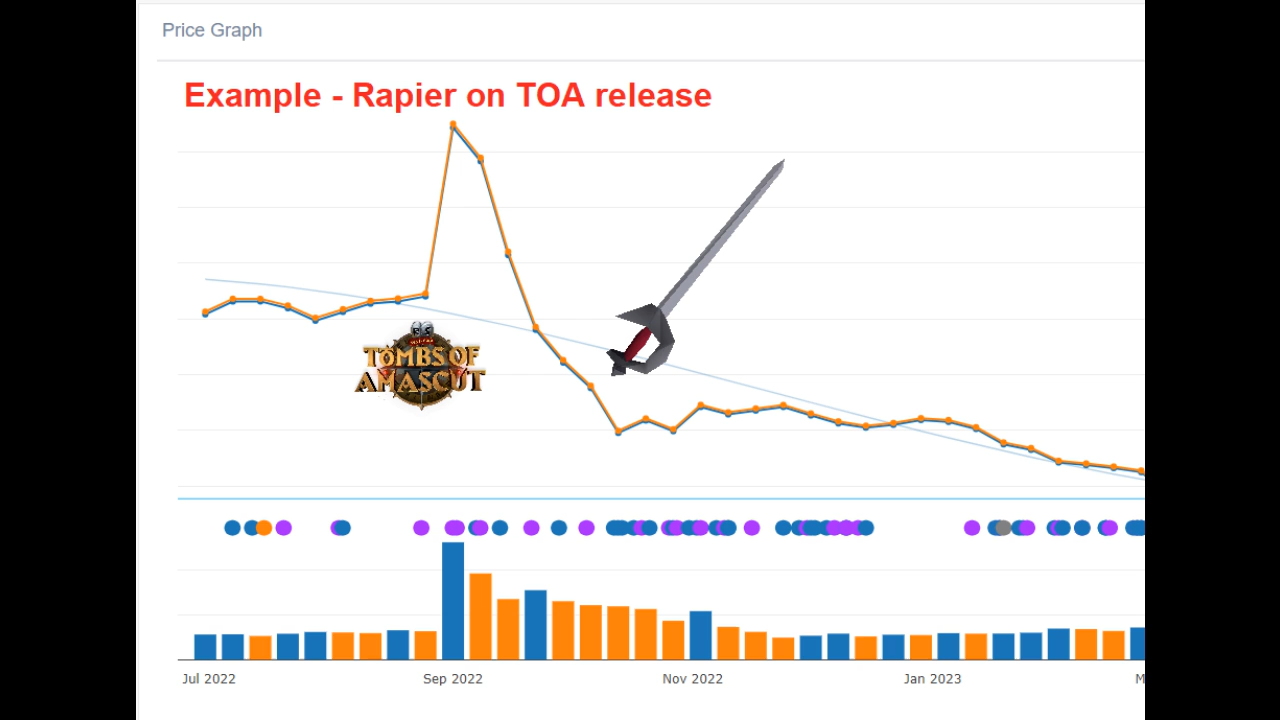 Price Graph
Example - Rapier on TOA release
TOMBS OF
AMASCUT
Jul 2022
Sep 2022
Nov 2022
Jan 2023
M